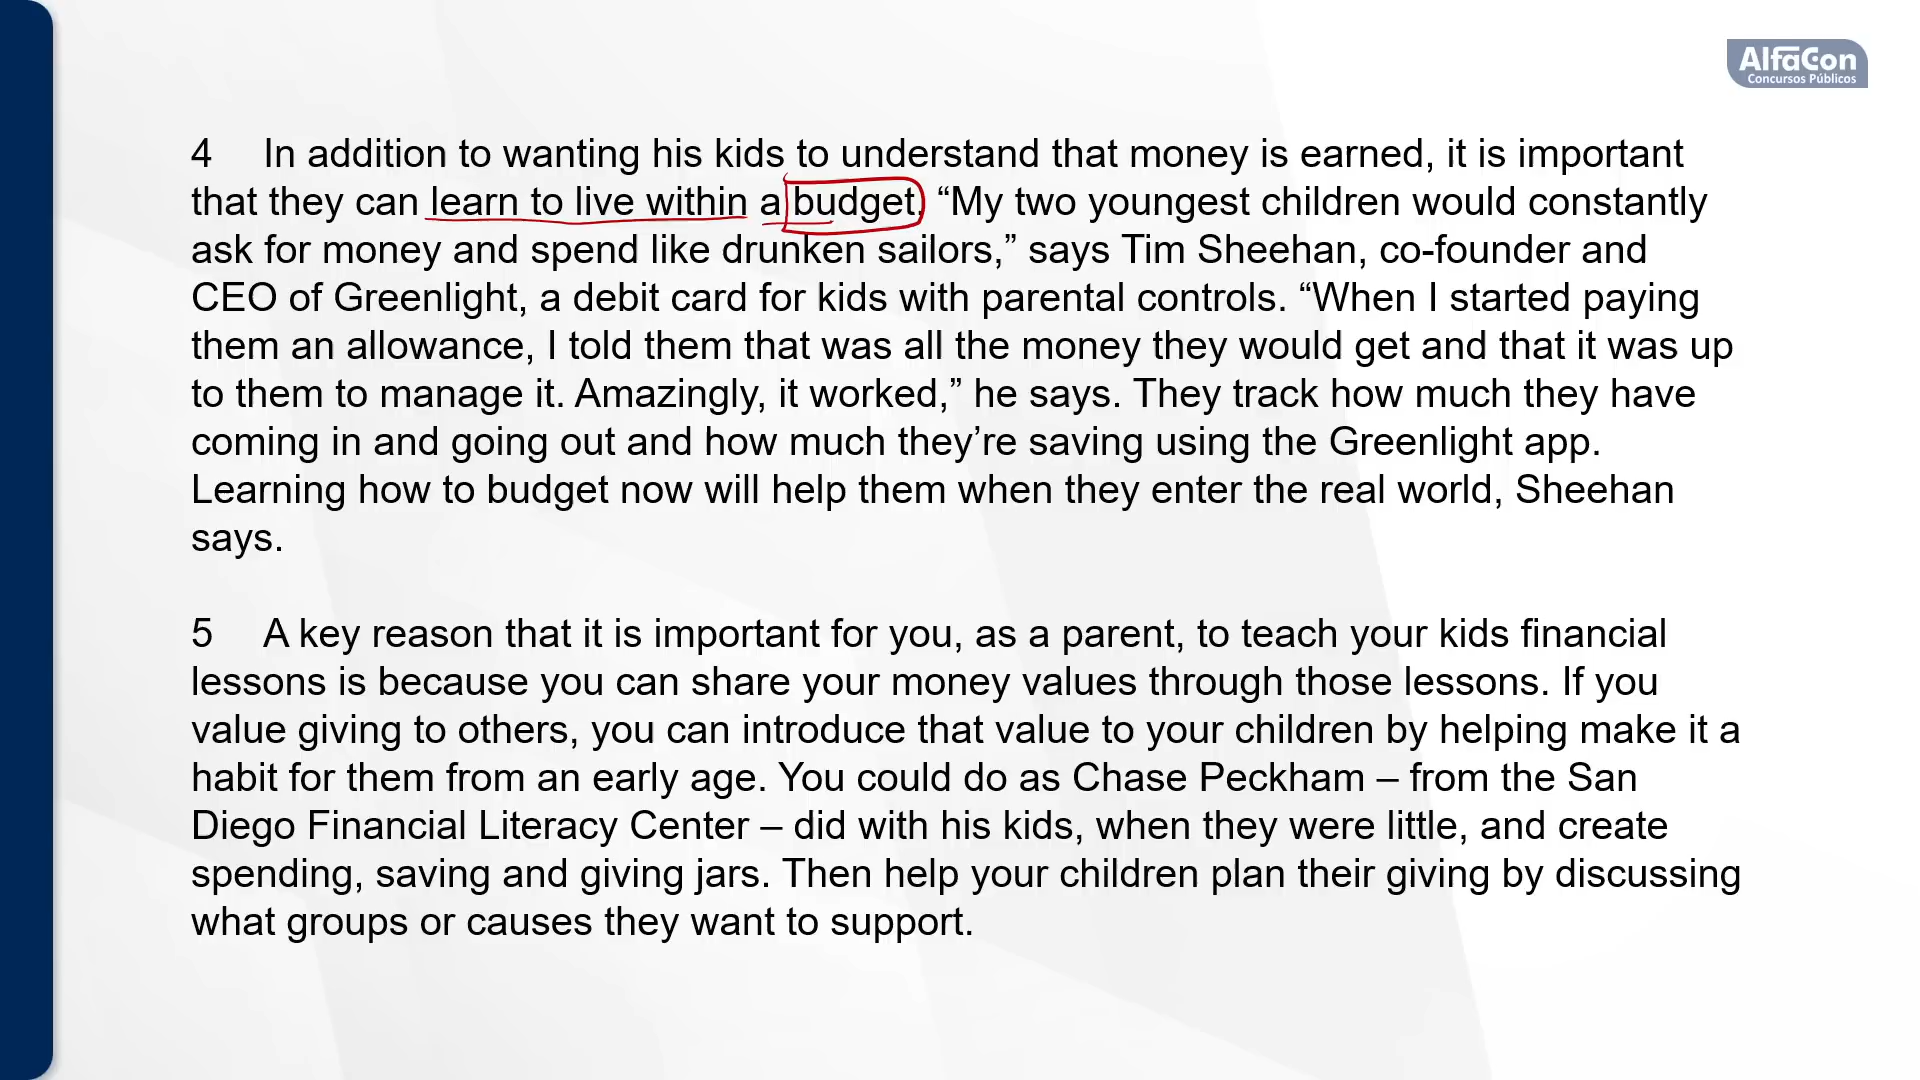 AlfaCon
Concursos Públicos
4 In addition to wanting his kids to understand that money is earned, it is important
that they can learn to live within a budget. “My two youngest children would constantly
ask for money and spend like drunken sailors,” says Tim Sheehan, co-founder and
CEO of Greenlight, a debit card for kids with parental controls. “When I started paying
them an allowance, I told them that was all the money they would get and that it was up
to them to manage it. Amazingly, it worked,” he says. They track how much they have
coming in and going out and how much they’re saving using the Greenlight app.
Learning how to budget now will help them when they enter the real world, Sheehan
says.
5 A key reason that it is important for you, as a parent, to teach your kids financial
lessons is because you can share your money values through those lessons. If you
value giving to others, you can introduce that value to your children by helping make it a
habit for them from an early age. You could do as Chase Peckham – from the San
Diego Financial Literacy Center – did with his kids, when they were little, and create
spending, saving and giving jars. Then help your children plan their giving by discussing
what groups or causes they want to support.